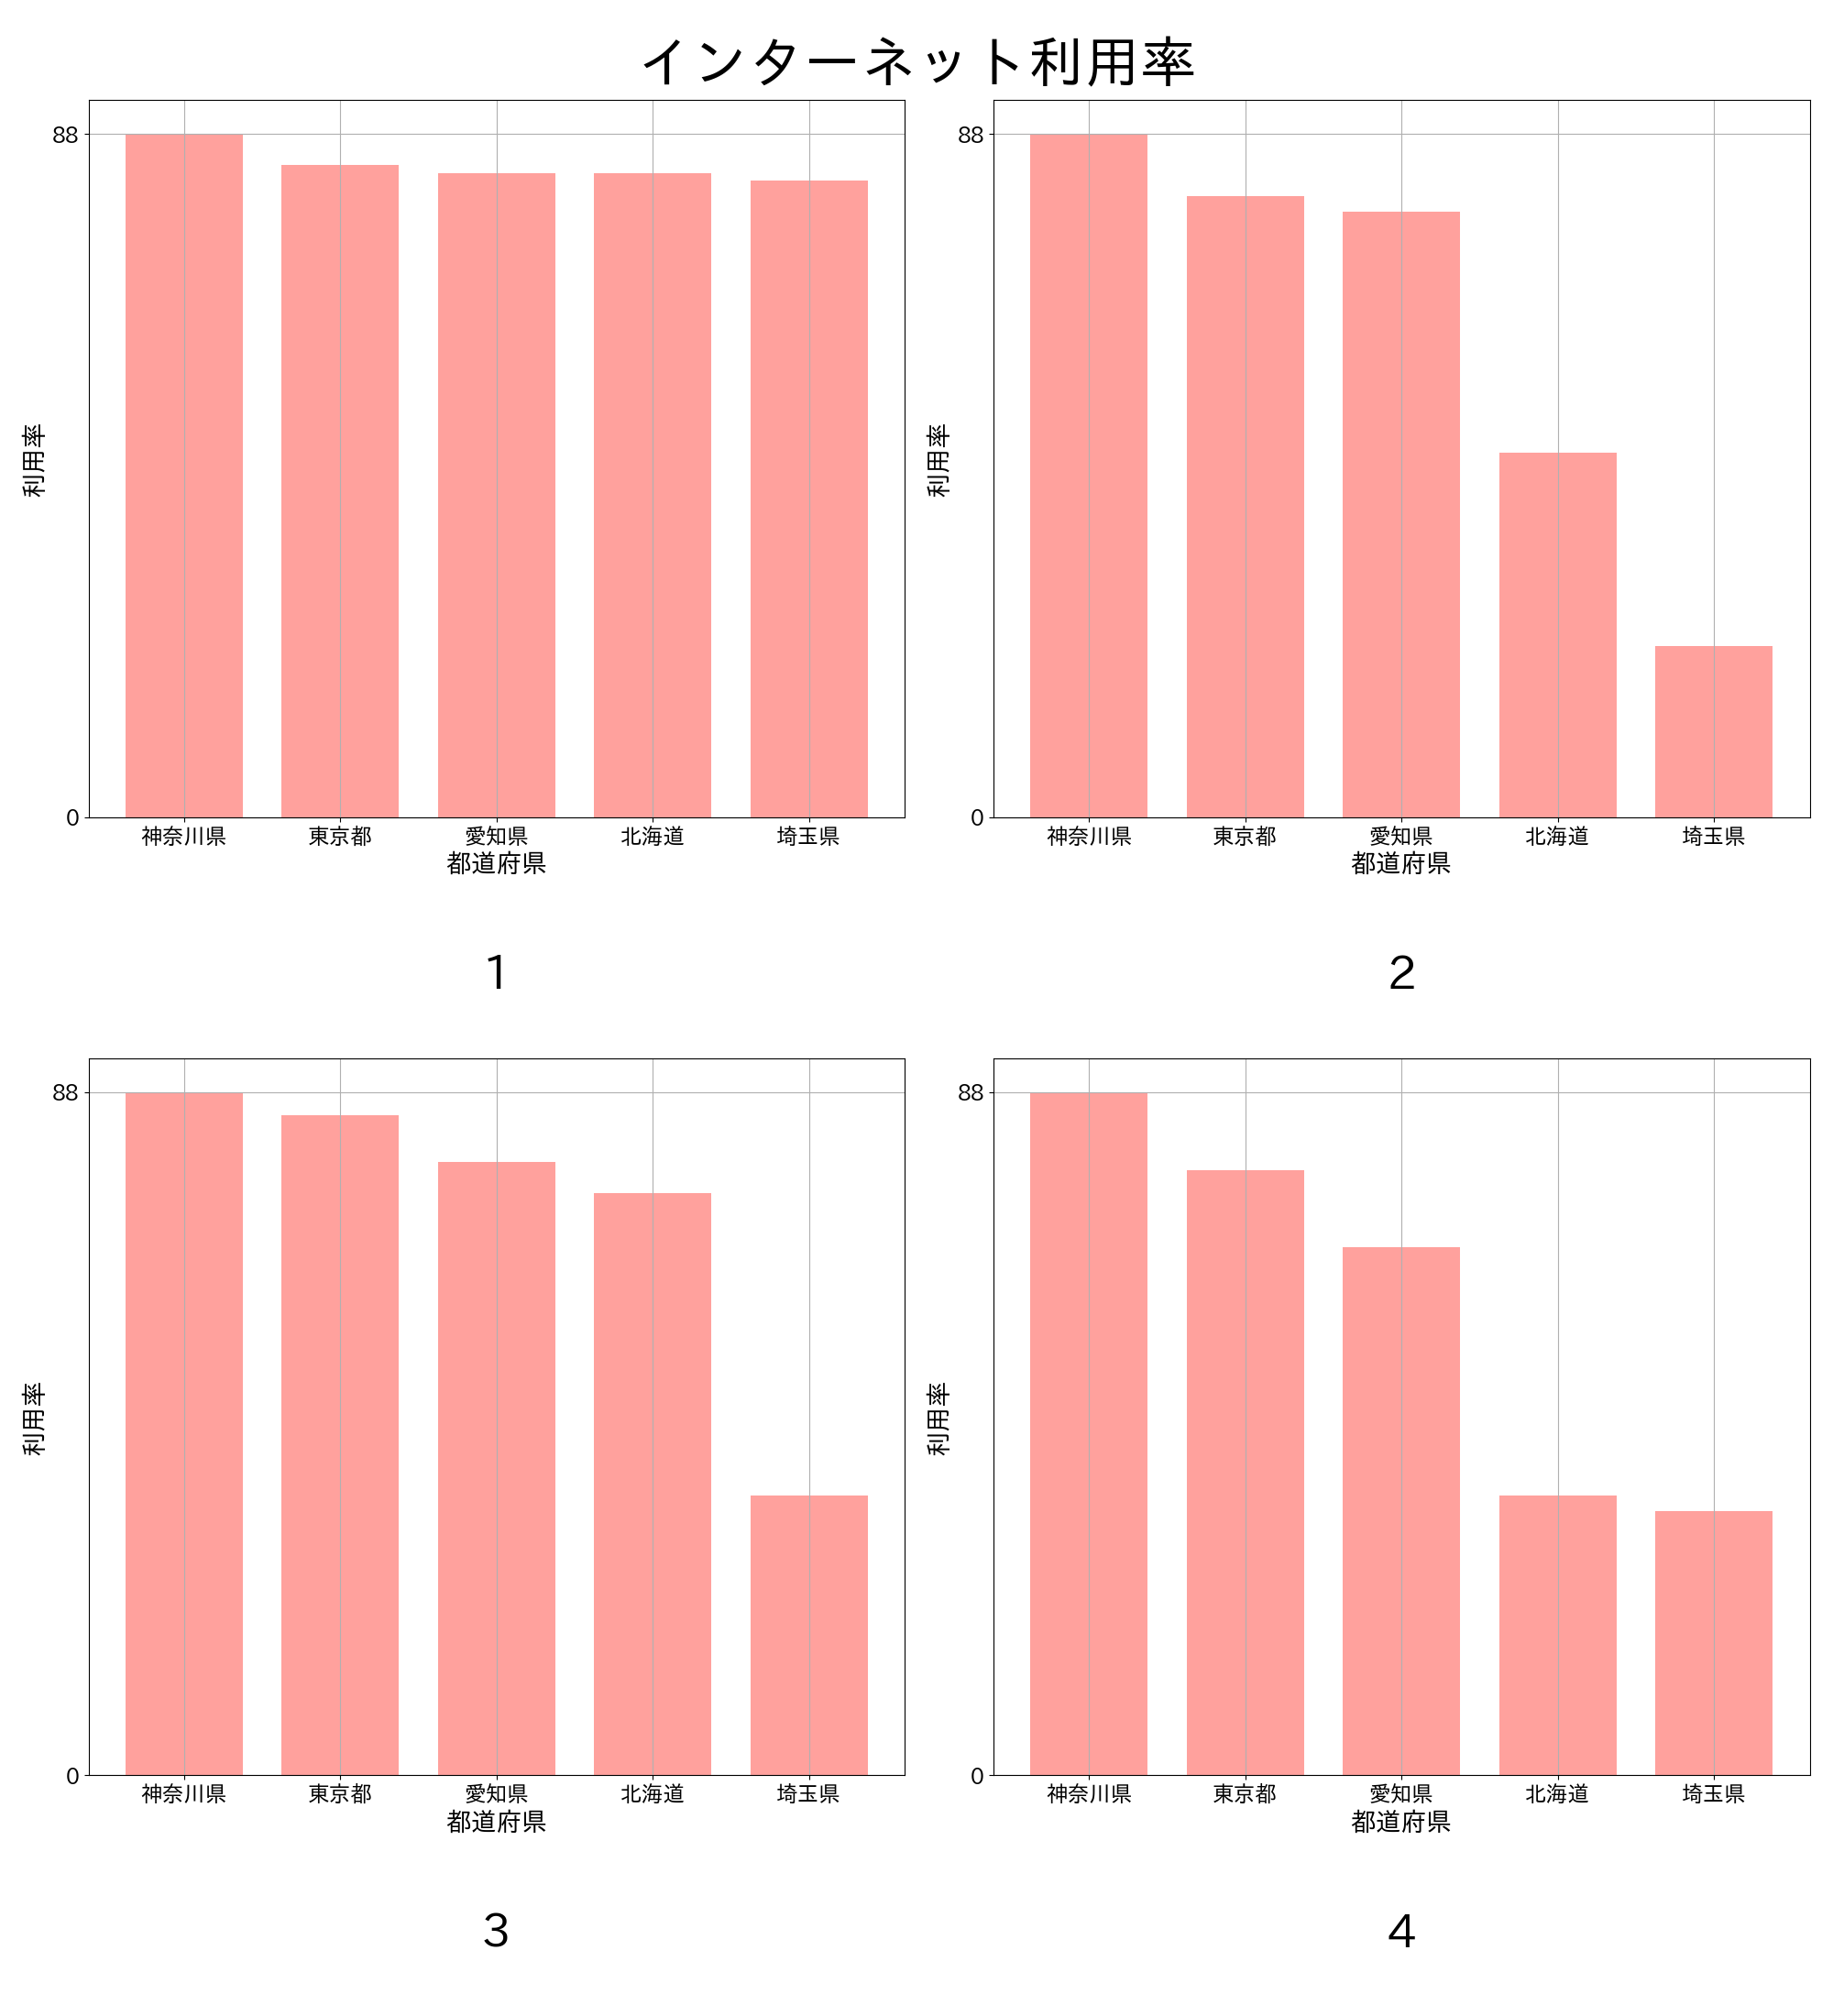 インターネット利用率
88
0
利用率
神奈川県 東京都 愛知県 北海道 埼玉県
都道府県
1
88
0
利用率
神奈川県 東京都 愛知県 北海道 埼玉県
都道府県
2
88
0
利用率
神奈川県 東京都 愛知県 北海道 埼玉県
都道府県
3
88
0
利用率
神奈川県 東京都 愛知県 北海道 埼玉県
都道府県
4